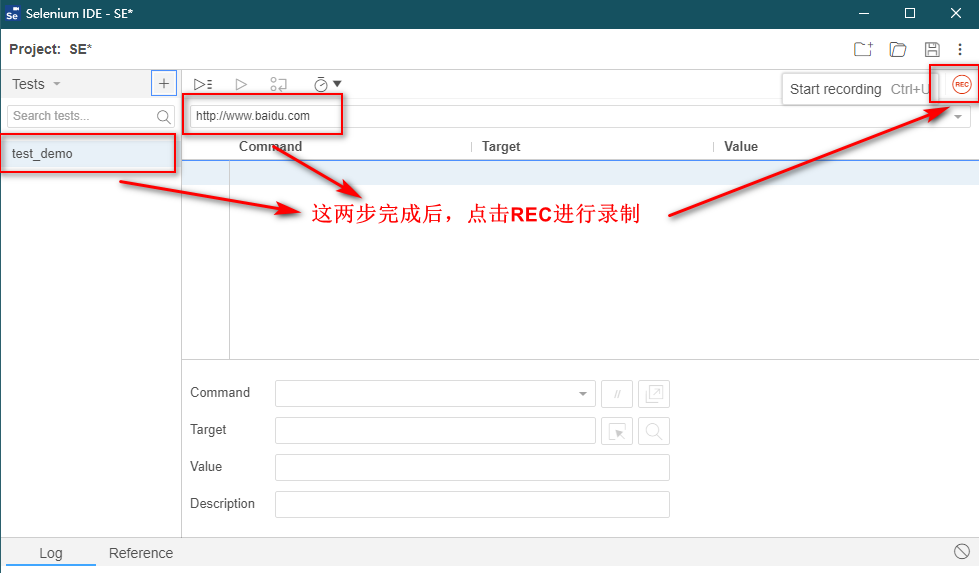 Selenium IDE - SE*
Project: SE*
Tests
Start recording Ctrl+U
REC
Search tests...
http://www.baidu.com
test_demo
Command Target Value
这两步完成后，点击REC进行录制
Command
//
Target
Value
Description
Log Reference